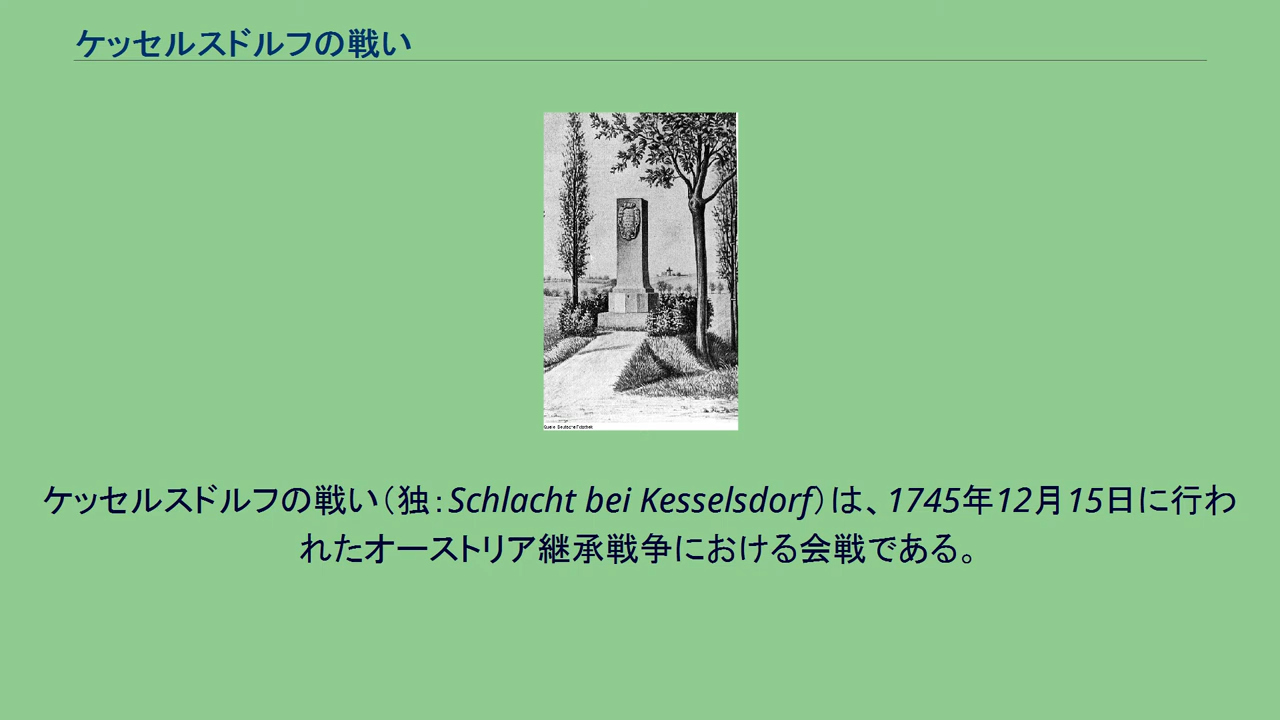 ケッセルスドルフの戦い
Quelle: Deutsche Fotothek
ケッセルスドルフの戦い（独：Schlacht bei Kesselsdorf）は、1745年12月15日に行わ
れたオーストリア継承戦争における会戦である。